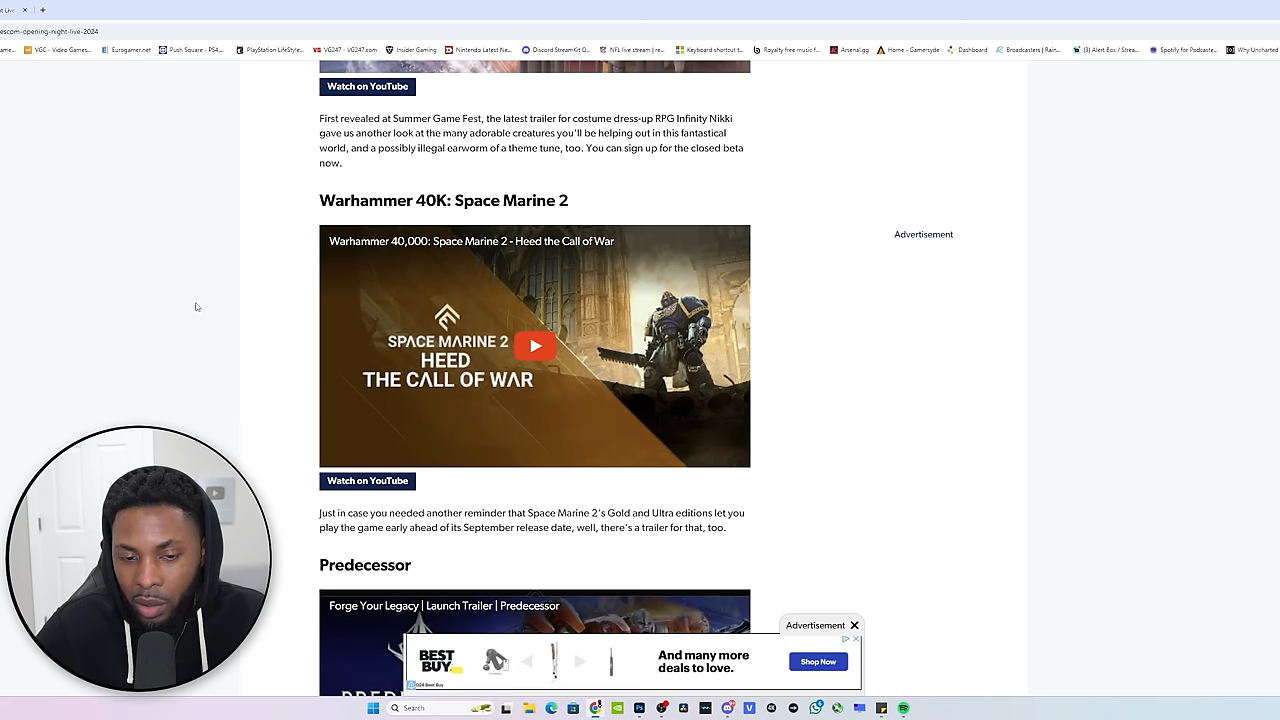 escom-opening-night-live-2024
VGC - Video Games...
Eurogamer.net
Push Square - PS4,...
PlayStation LifeStyle...
VG247 - VG247.com
Insider Gaming
Nintendo Latest Ne...
Discord StreamKit O...
NFL live stream | re...
Keyboard shortcut t...
Royalty free music f...
Arsenal.gg
Home - Gamersyde
Dashboard
Broadcasters | Rain...
(3) Alert Box - Strea...
Spotify for Podcaste...
Watch on YouTube
First revealed at Summer Game Fest, the latest trailer for costume dress-up RPG Infinity Nikki
gave us another look at the many adorable creatures you'll be helping out in this fantastical
world, and a possibly illegal earworm of a theme tune, too. You can sign up for the closed beta
now.
Warhammer 40K: Space Marine 2
Advertisement
Warhammer 40,000: Space Marine 2 - Heed the Call of War
SPACE MARINE 2
HEED
THE CALL OF WAR
Watch on YouTube
Just in case you needed another reminder that Space Marine 2's Gold and Ultra editions let you
play the game early ahead of its September release date, well, there's a trailer for that, too.
Predecessor
Forge Your Legacy | Launch Trailer | Predecessor
Advertisement
BEST
BUY
And many more
deals to love.
Shop Now
024 Best Buy
Search